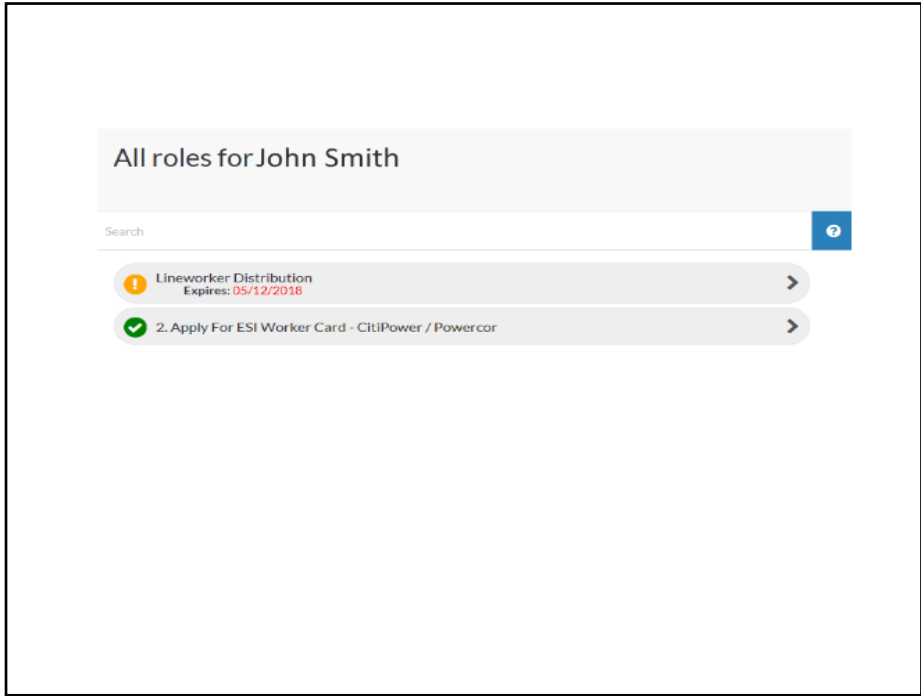 All roles for John Smith
Search
Lineworker Distribution
Expires: 05/12/2018
2. Apply For ESI Worker Card - CitiPower / Powercor